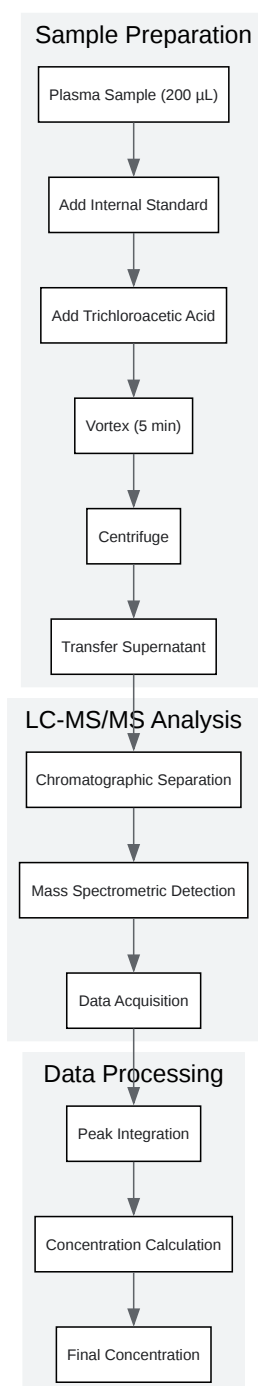 Sample Preparation
Plasma Sample (200 µL)
Add Internal Standard
Add Trichloroacetic Acid
Vortex (5 min)
Centrifuge
Transfer Supernatant
LC-MS/MS Analysis
Chromatographic Separation
Mass Spectrometric Detection
Data Acquisition
Data Processing
Peak Integration
Concentration Calculation
Final Concentration